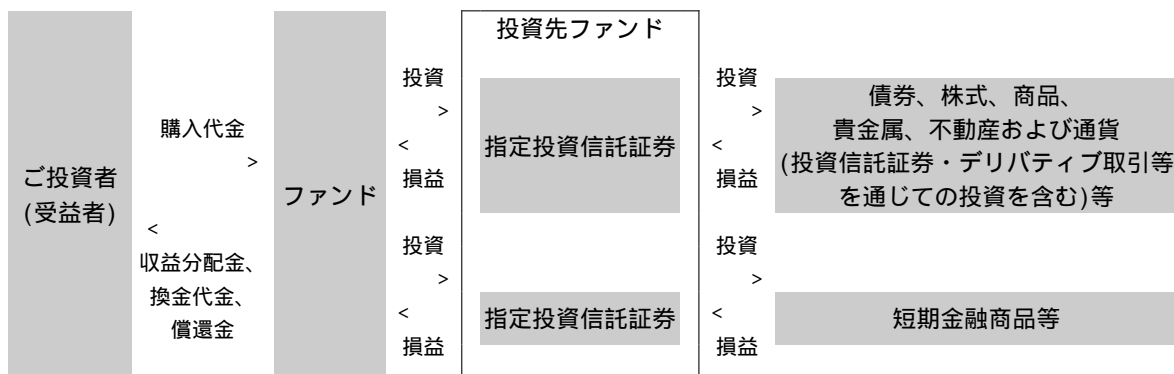 投資先ファンド
ご投資者
(受益者)
購入代金
>
<
収益分配金、
換金代金、
償還金
ファンド
投資
>
<
損益
指定投資信託証券
投資
>
<
損益
債券、株式、商品、
貴金属、不動産および通貨
(投資信託証券・デリバティブ取引等
を通じての投資を含む)等
投資
>
<
損益
指定投資信託証券
投資
>
<
損益
短期金融商品等